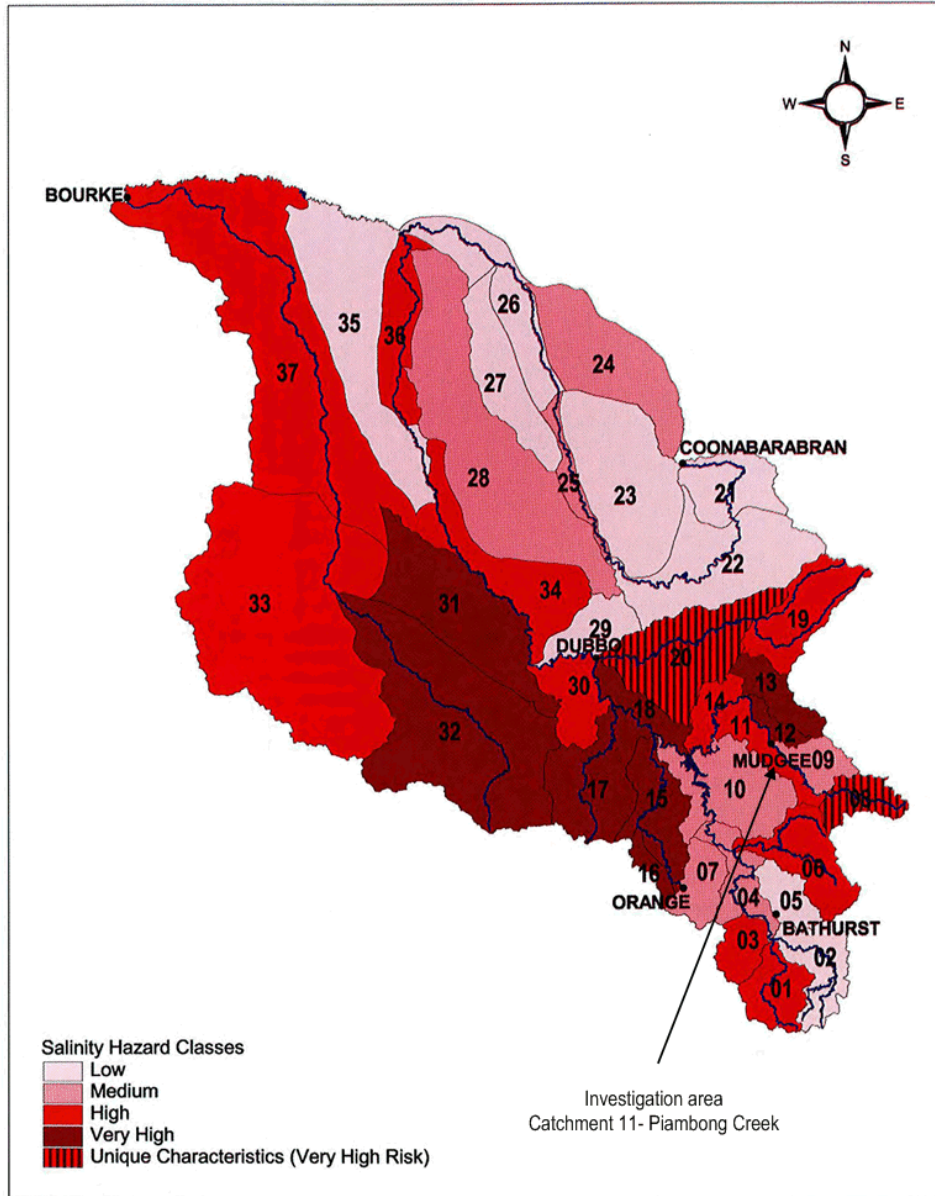 N
W E
S
BOURKE
26
35
36
24
37
27
COONABARABRAN
28
25
23
21
22
33
31
34
19
29
DUBBO
20
13
30
14
18
11
12
32
MUDGEE09
10
17
15
08
16
07
06
ORANGE
04
05
BATHURST
03
02
01
Salinity Hazard Classes
Low
Medium
High
Very High
Unique Characteristics (Very High Risk)
Investigation area
Catchment 11- Piambong Creek